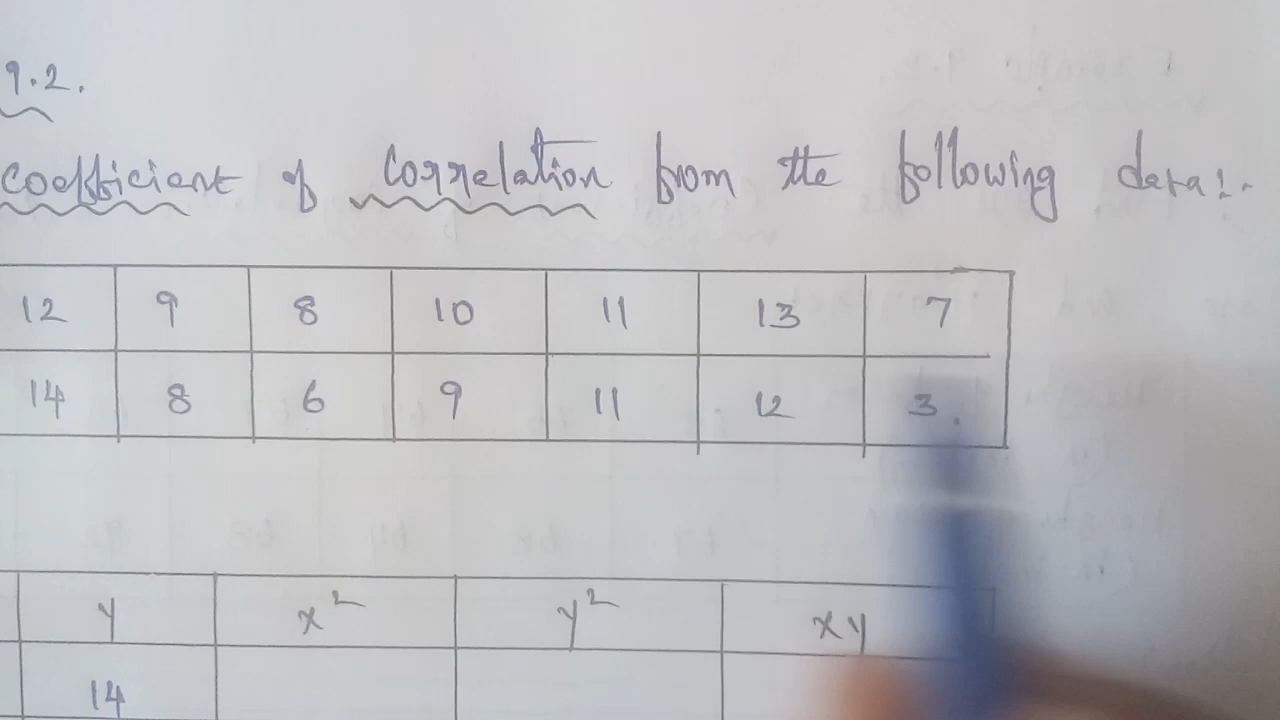 9.2.
coefficient of correlation from the following data:-
12 9 8 10 11 13 7
14 8 6 9 11 12 3.
y x² y² xy
14